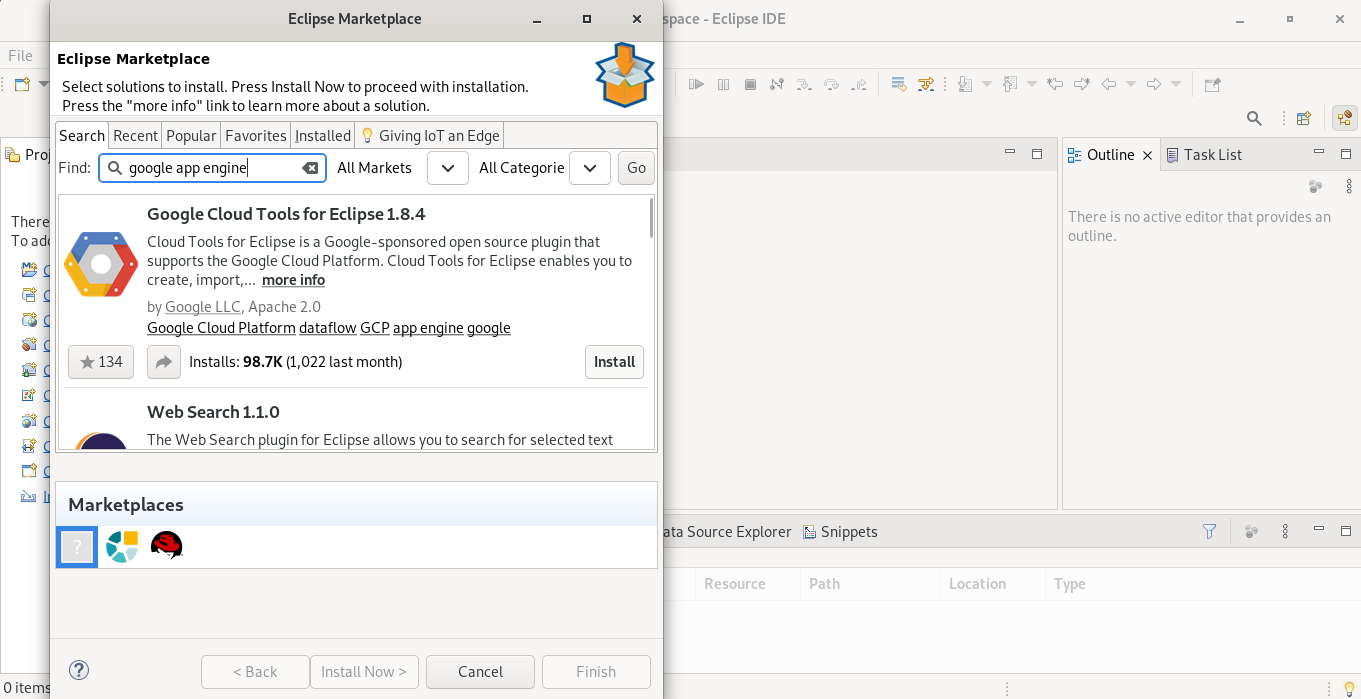 Eclipse Marketplace
space - Eclipse IDE
File
Eclipse Marketplace
Select solutions to install. Press Install Now to proceed with installation.
Press the "more info" link to learn more about a solution.
Search Recent Popular Favorites Installed Giving IoT an Edge
Find: google app engine All Markets All Categorie Go
Proj
Outline Task List
There
To add
Google Cloud Tools for Eclipse 1.8.4
Cloud Tools for Eclipse is a Google-sponsored open source plugin that
supports the Google Cloud Platform. Cloud Tools for Eclipse enables you to
create, import,... more info
by Google LLC, Apache 2.0
Google Cloud Platform dataflow GCP app engine google
134 Installs: 98.7K (1,022 last month) Install
There is no active editor that provides an
outline.
Web Search 1.1.0
The Web Search plugin for Eclipse allows you to search for selected text
Marketplaces
?
ata Source Explorer Snippets
Resource Path Location Type
? < Back Install Now > Cancel Finish
0 items